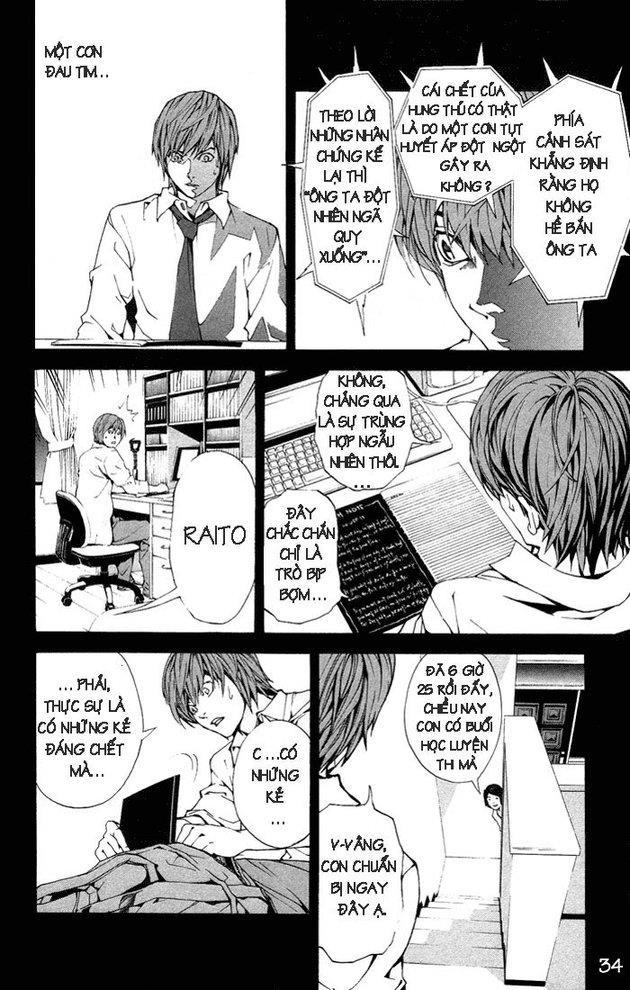 PHÍA
CẢNH SÁT
KHẲNG ĐỊNH
RẰNG HỌ
KHÔNG
HỀ BẮN
ÔNG TA
CÁI CHẾT CỦA
HUNG THỦ CÓ THẬT
LÀ DO MỘT CƠN TỤT
HUYẾT ÁP ĐỘT NGỘT
GÂY RA
KHÔNG?
THEO LỜI
NHỮNG NHÂN
CHỨNG KỂ
LẠI THÌ
"ÔNG TA ĐỘT
NHIÊN NGÃ
QUỴ
XUỐNG"...
MỘT CƠN
ĐAU TIM..
KHÔNG,
CHẲNG QUA
LÀ SỰ TRÙNG
HỢP NGẪU
NHIÊN THÔI.
...
ĐÂY
CHẮC CHẮN
CHỈ LÀ
TRÒ BỊP
BỢM...
RAITO
ĐÃ 6 GIỜ
25 RỒI ĐẤY,
CHIỀU NAY
CON CÓ BUỔI
HỌC LUYỆN
THI MÀ
V-VÂNG,
CON CHUẨN
BỊ NGAY
ĐÂY Ạ.
C...CÓ
NHỮNG
KẺ
...
... PHẢI,
THỰC SỰ LÀ
CÓ NHỮNG KẺ
ĐÁNG CHẾT
MÀ...
34